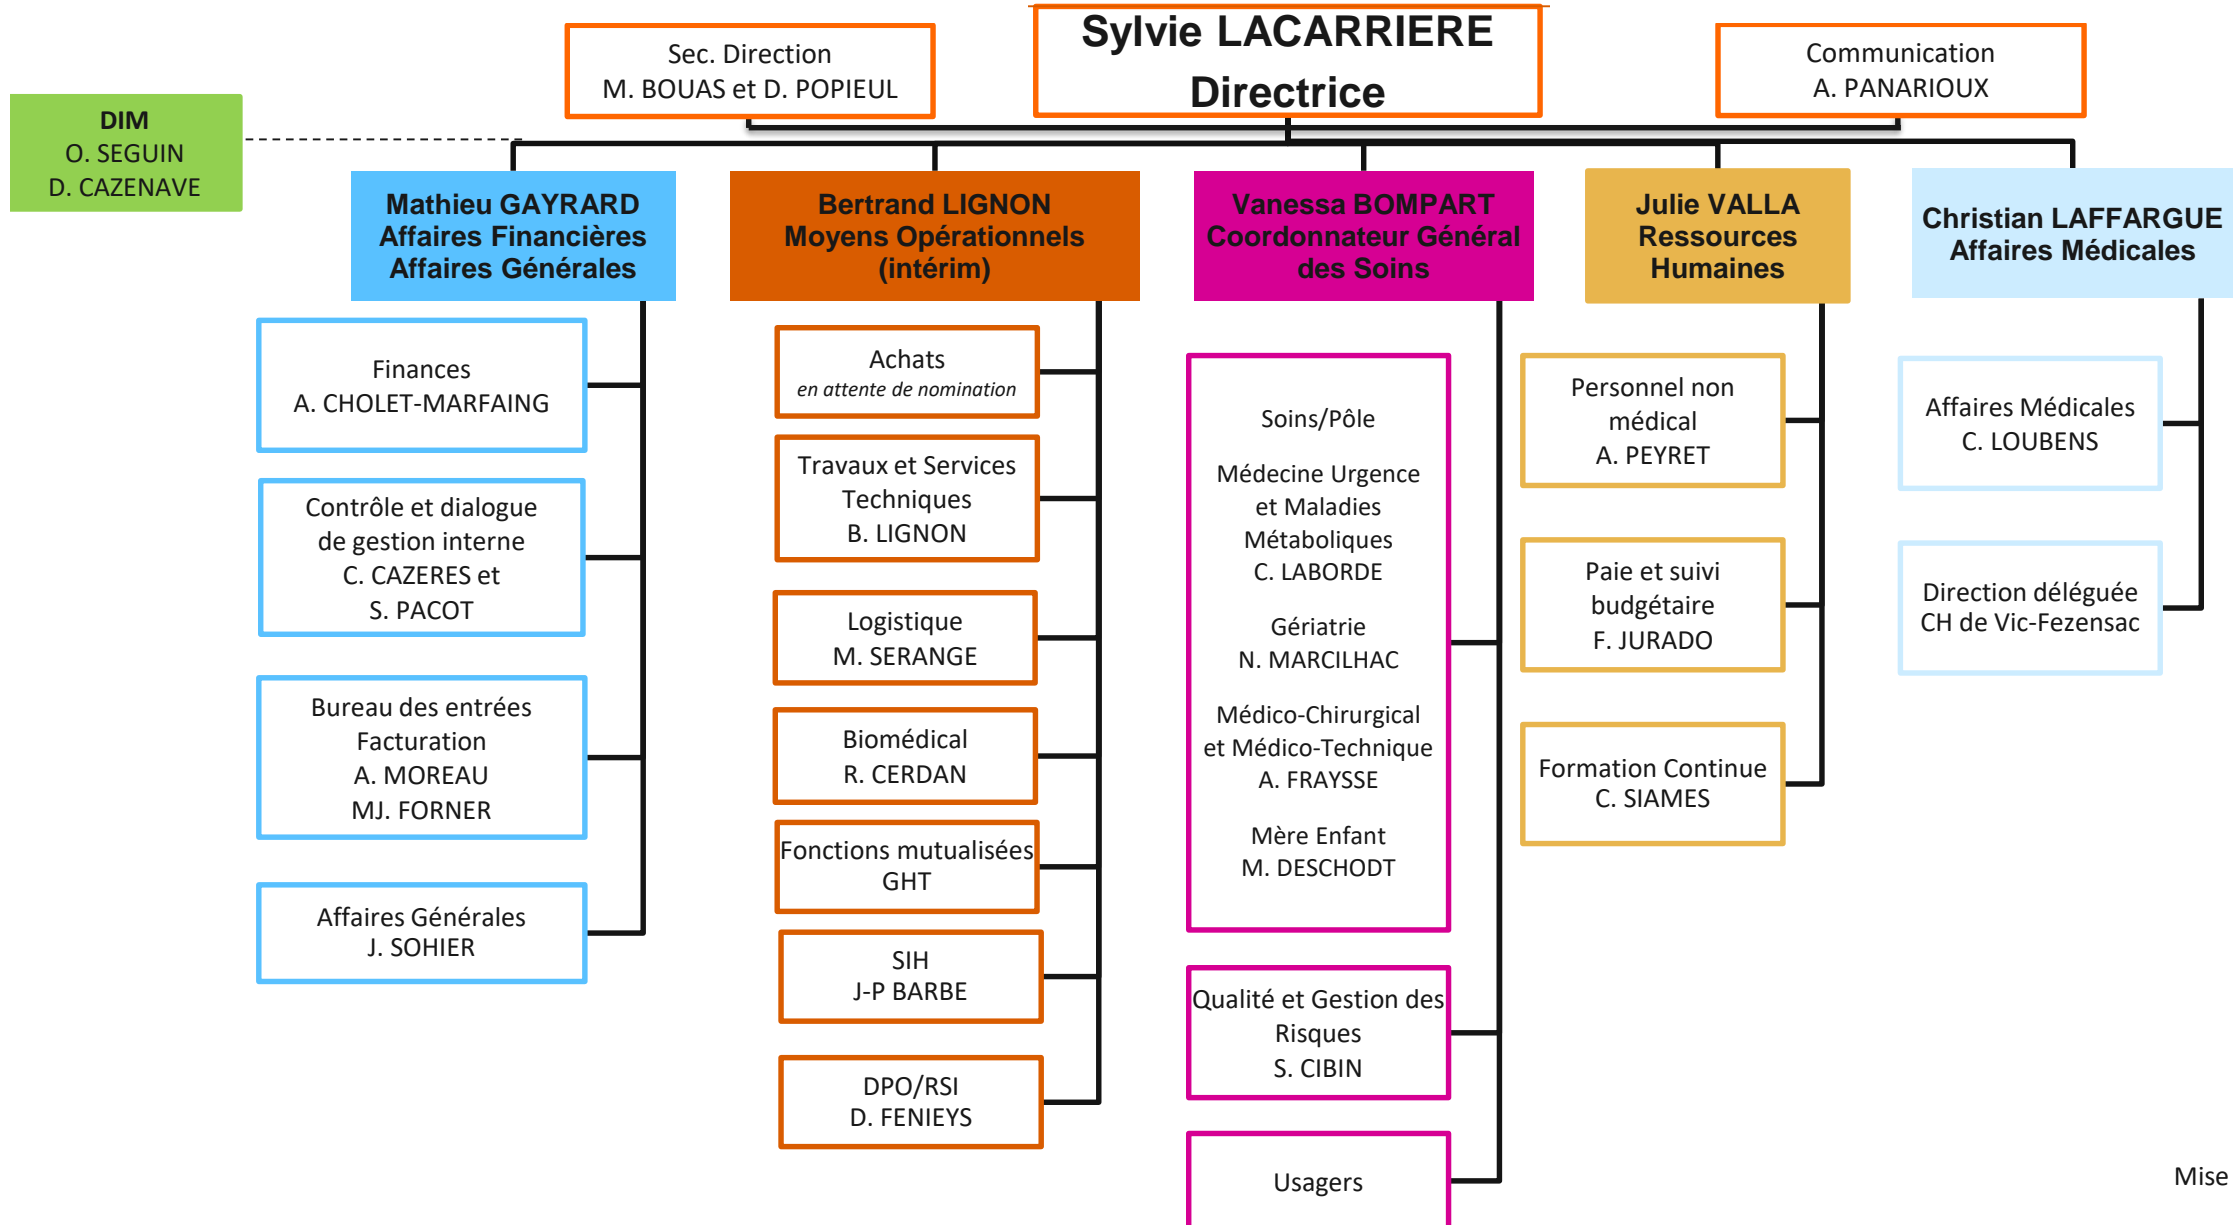 Sylvie LACARRIERE
Directrice
Sec. Direction
M. BOUAS et D. POPIEUL
Communication
A. PANARIOUX
DIM
O. SEGUIN
D. CAZENAVE
Mathieu GAYRARD
Affaires Financières
Affaires Générales
Finances
A. CHOLET-MARFAING
Contrôle et dialogue
de gestion interne
C. CAZERES et
S. PACOT
Bureau des entrées
Facturation
A. MOREAU
MJ. FORNER
Affaires Générales
J. SOHIER
Bertrand LIGNON
Moyens Opérationnels
(intérim)
Achats
en attente de nomination
Travaux et Services
Techniques
B. LIGNON
Logistique
M. SERANGE
Biomédical
R. CERDAN
Fonctions mutualisées
GHT
SIH
J-P BARBE
DPO/RSI
D. FENIEYS
Vanessa BOMPART
Coordonnateur Général
des Soins
Soins/Pôle
Médecine Urgence
et Maladies
Métaboliques
C. LABORDE
Gériatrie
N. MARCILHAC
Médico-Chirurgical
et Médico-Technique
A. FRAYSSE
Mère Enfant
M. DESCHODT
Qualité et Gestion des
Risques
S. CIBIN
Usagers
Julie VALLA
Ressources
Humaines
Personnel non
médical
A. PEYRET
Paie et suivi
budgétaire
F. JURADO
Formation Continue
C. SIAMES
Christian LAFFARGUE
Affaires Médicales
Affaires Médicales
C. LOUBENS
Direction déléguée
CH de Vic-Fezensac
Mise